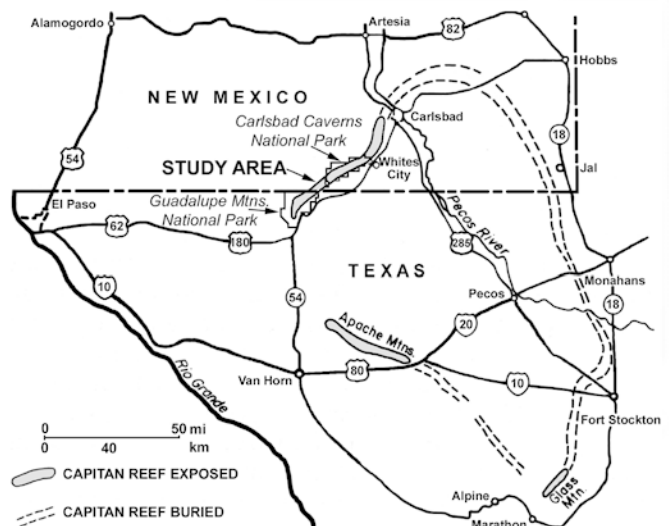 Alamogordo
Artesia
82
Hobbs
NEW MEXICO
Carlsbad Caverns
National Park
Carlsbad
54
18
STUDY AREA
Whites
City
Jal
Guadalupe Mtns.
National Park
El Paso
62
180
Pecos River
285
10
TEXAS
54
Monahans
Pecos
18
20
Apache Mtns.
Rio Grande
Van Horn
80
10
Fort Stockton
0 50 mi
0 40 km
CAPITAN REEF EXPOSED
CAPITAN REEF BURIED
Glass
Mtn.
Alpine
Marathon